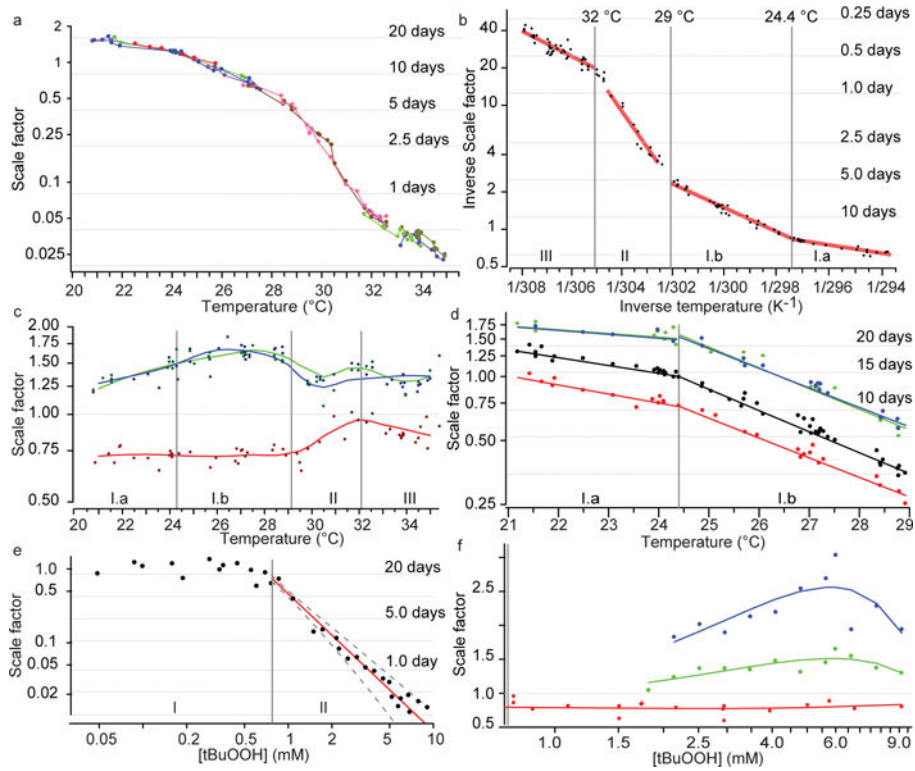 a
2
1
0.5
0.25
0.1
0.05
0.025
Scale factor
20 days
10 days
5 days
2.5 days
1 days
20 22 24 26 28 30 32 34
Temperature (°C)
b
32 °C 29 °C 24.4 °C
40
20
10
4
2
1
0.5
Inverse Scale factor
0.25 days
0.5 days
1.0 day
2.5 days
5.0 days
10 days
III II I.b I.a
1/308 1/306 1/304 1/302 1/300 1/298 1/296 1/294
Inverse temperature (K-1)
c
2.00
1.50
1.25
1.00
0.75
0.50
Scale factor
I.a I.b II III
20 22 24 26 28 30 32 34
Temperature (°C)
d
1.75
1.50
1.25
1.00
0.75
0.50
0.25
Scale factor
20 days
15 days
10 days
I.a I.b
21 22 23 24 25 26 27 28 29
Temperature (°C)
e
1.0
0.5
0.1
0.05
0.02
Scale factor
20 days
5.0 days
1.0 day
I II
0.05 0.2 0.5 1 2 5 10
[tBuOOH] (mM)
f
2.5
1.5
1.0
0.5
Scale factor
1.0 1.5 2.5 4.0 6.0 9.0
[tBuOOH] (mM)